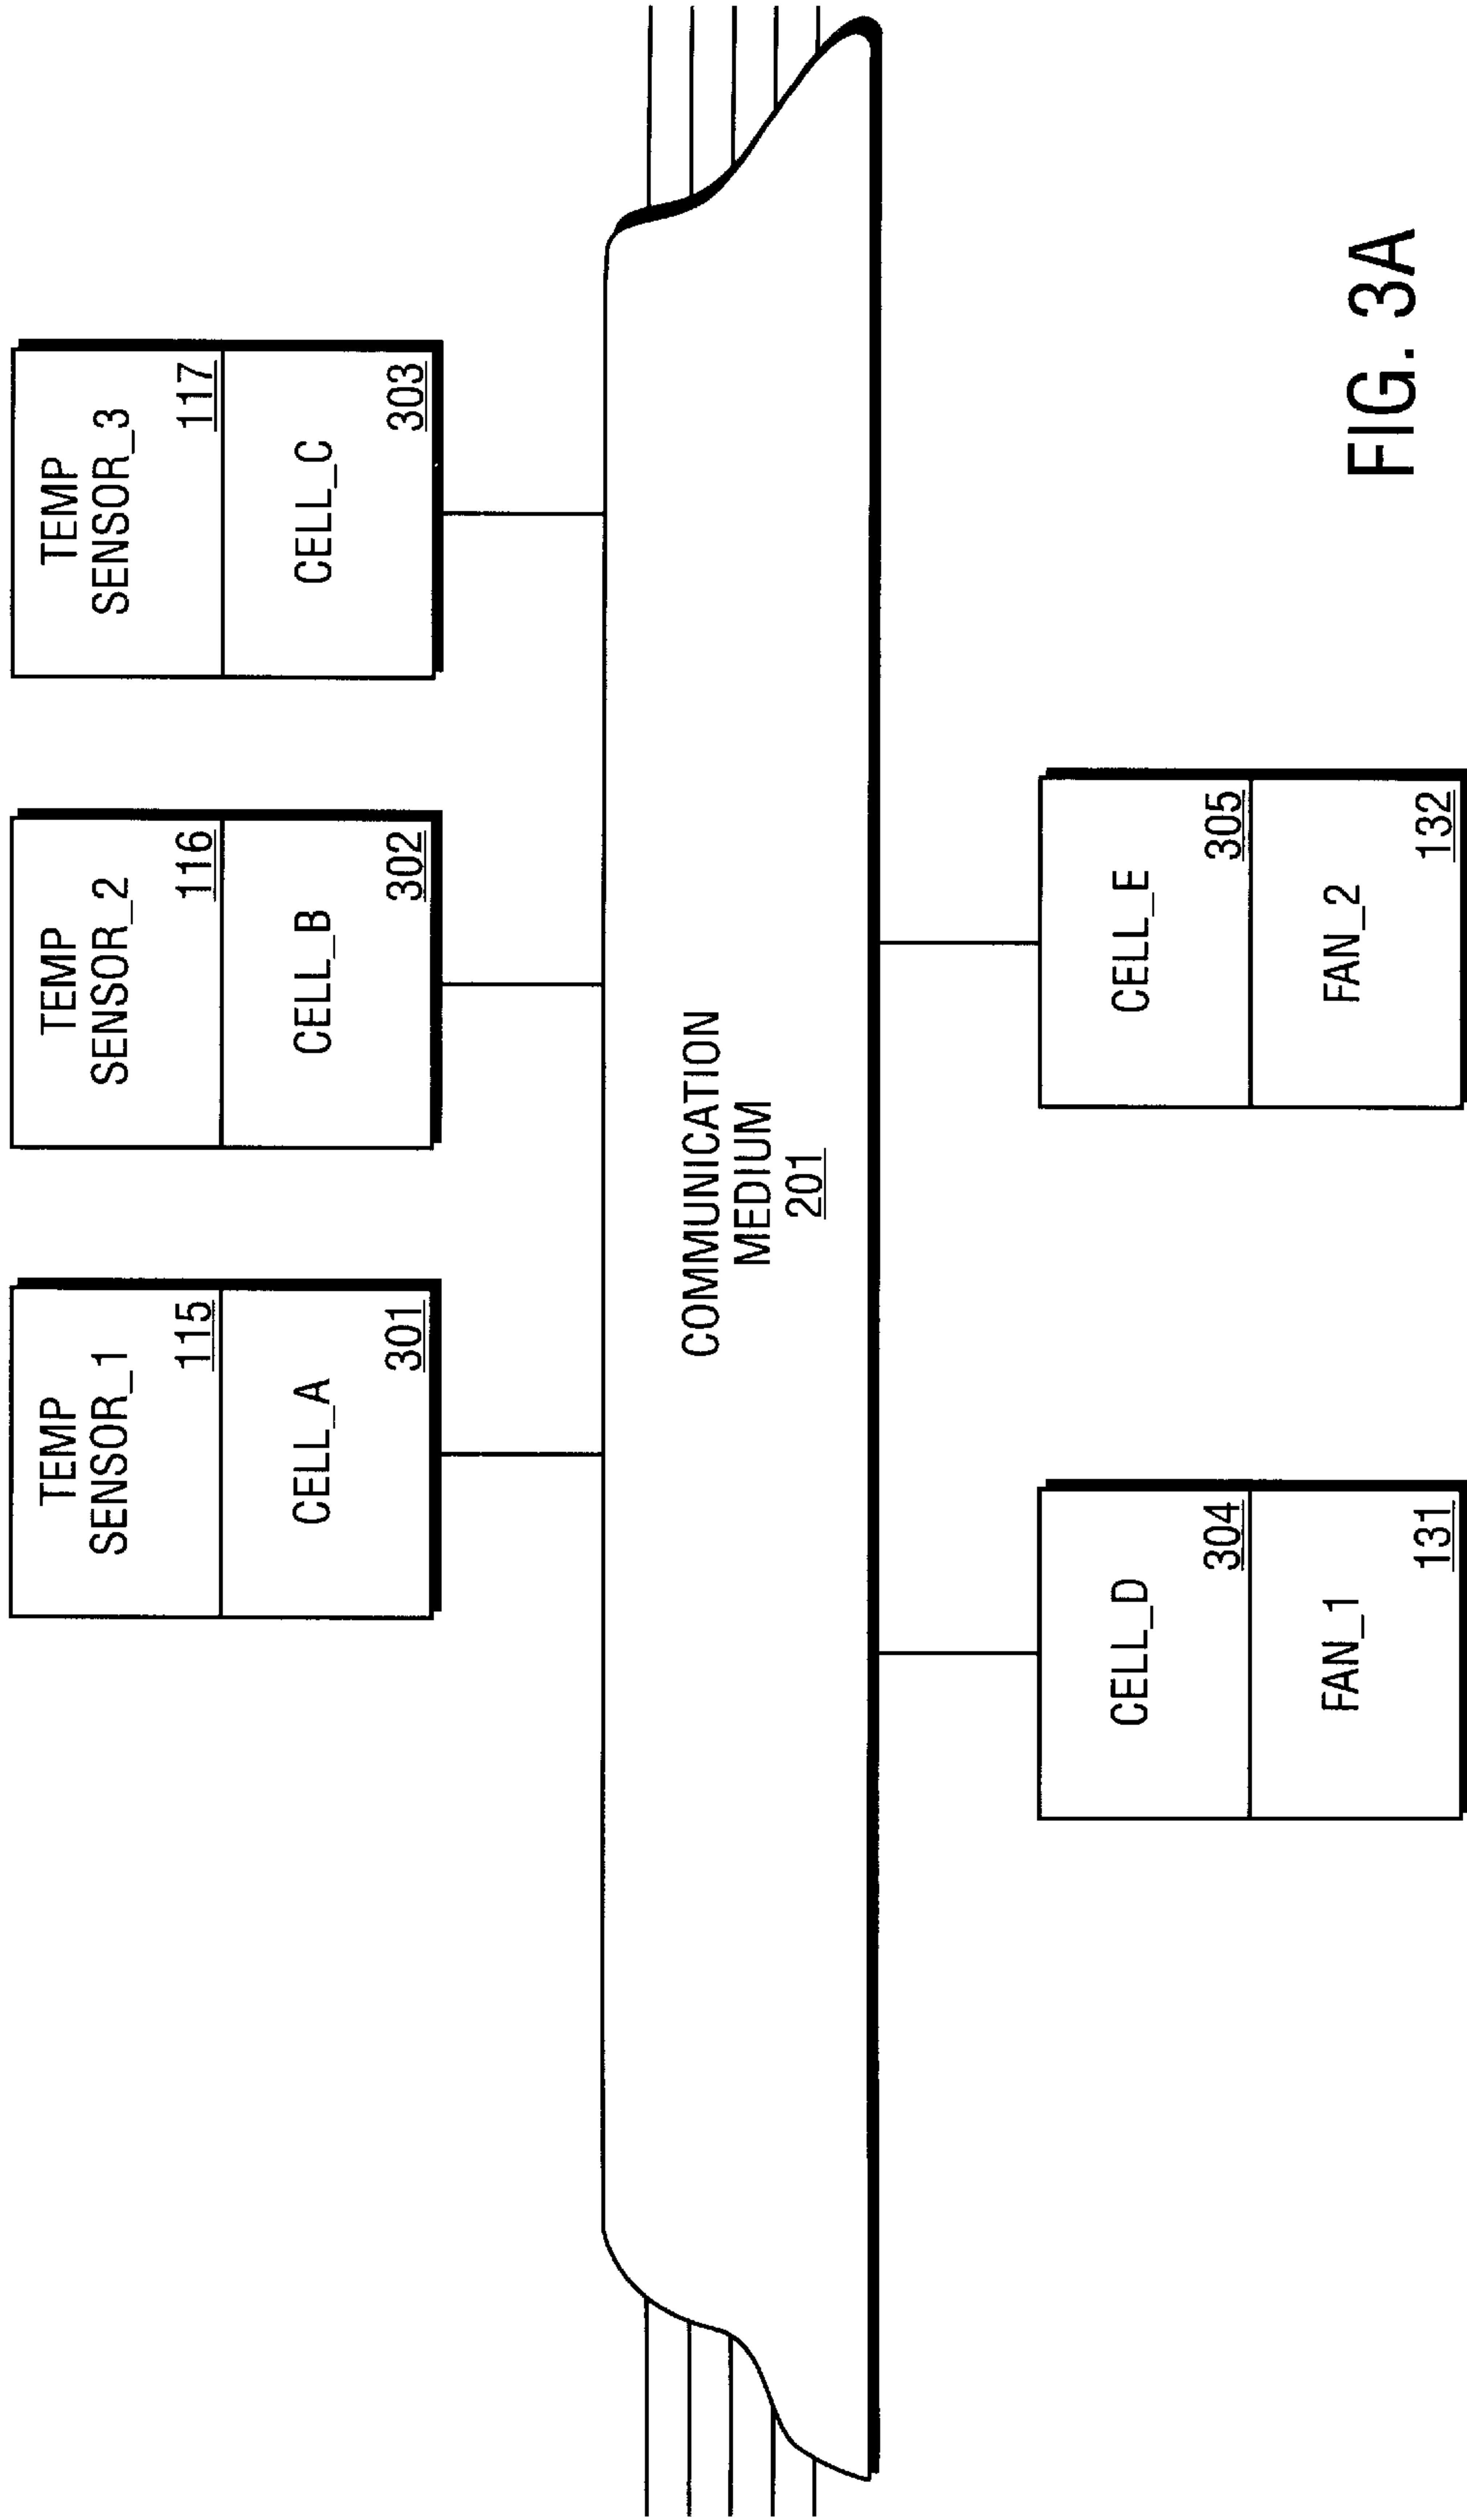 TEMP
SENSOR_1
115
CELL_A
301
TEMP
SENSOR_2
116
CELL_B
302
TEMP
SENSOR_3
117
CELL_C
303
COMMUNICATION
MEDIUM
201
CELL_D
304
FAN_1
131
CELL_E
305
FAN_2
132
FIG. 3A